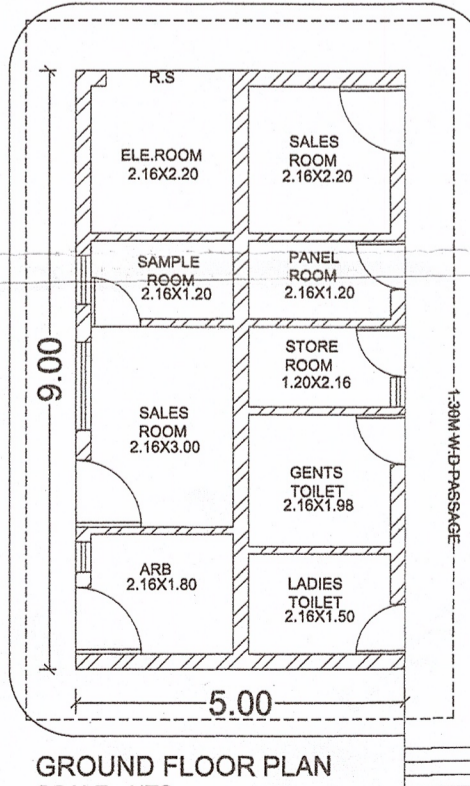 R.S
ELE.ROOM
2.16X2.20
SALES
ROOM
2.16X2.20
SAMPLE
ROOM
2.16X1.20
PANEL
ROOM
2.16X1.20
STORE
ROOM
1.20X2.16
9.00
SALES
ROOM
2.16X3.00
1.30M W.D PASSAGE
GENTS
TOILET
2.16X1.98
ARB
2.16X1.80
LADIES
TOILET
2.16X1.50
5.00
GROUND FLOOR PLAN